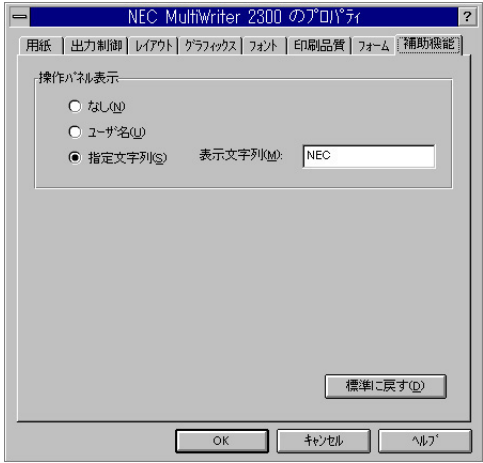 NEC MultiWriter 2300 のﾌﾟﾛﾊﾟﾃｨ ?
用紙 出力制御 ﾚｲｱｳﾄ ｸﾞﾗﾌｨｯｸｽ ﾌｫﾝﾄ 印刷品質 ﾌｫｰﾑ 補助機能
操作ﾊﾟﾈﾙ表示
なし(N)
ﾕｰｻﾞ名(U)
指定文字列(S) 表示文字列(M): NEC
標準に戻す(D)
OK ｷｬﾝｾﾙ ﾍﾙﾌﾟ